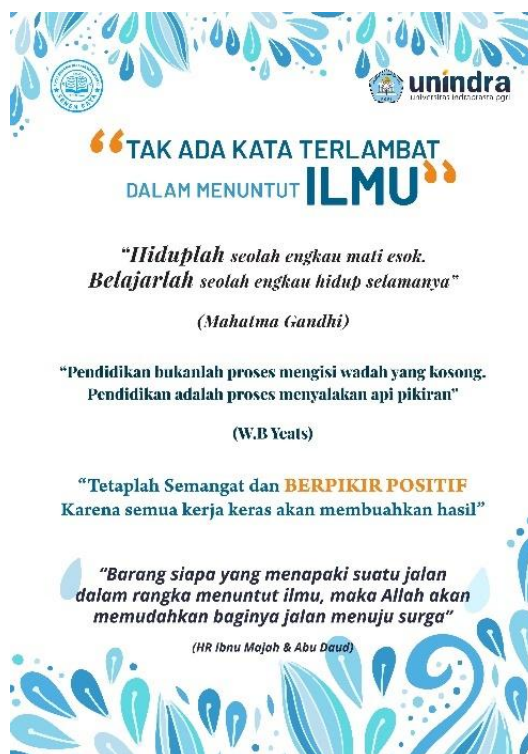 SEMEN RAYA
unindra
universitas indraprasta pgri
“TAK ADA KATA TERLAMBAT
DALAM MENUNTUT ILMU”
“Hiduplah seolah engkau mati esok.
Belajarlah seolah engkau hidup selamanya”
(Mahatma Gandhi)
“Pendidikan bukanlah proses mengisi wadah yang kosong.
Pendidikan adalah proses menyalakan api pikiran”
(W.B Yeats)
“Tetaplah Semangat dan BERPIKIR POSITIF
Karena semua kerja keras akan membuahkan hasil”
“Barang siapa yang menapaki suatu jalan
dalam rangka menuntut ilmu, maka Allah akan
memudahkan baginya jalan menuju surga”
(HR Ibnu Majah & Abu Daud)